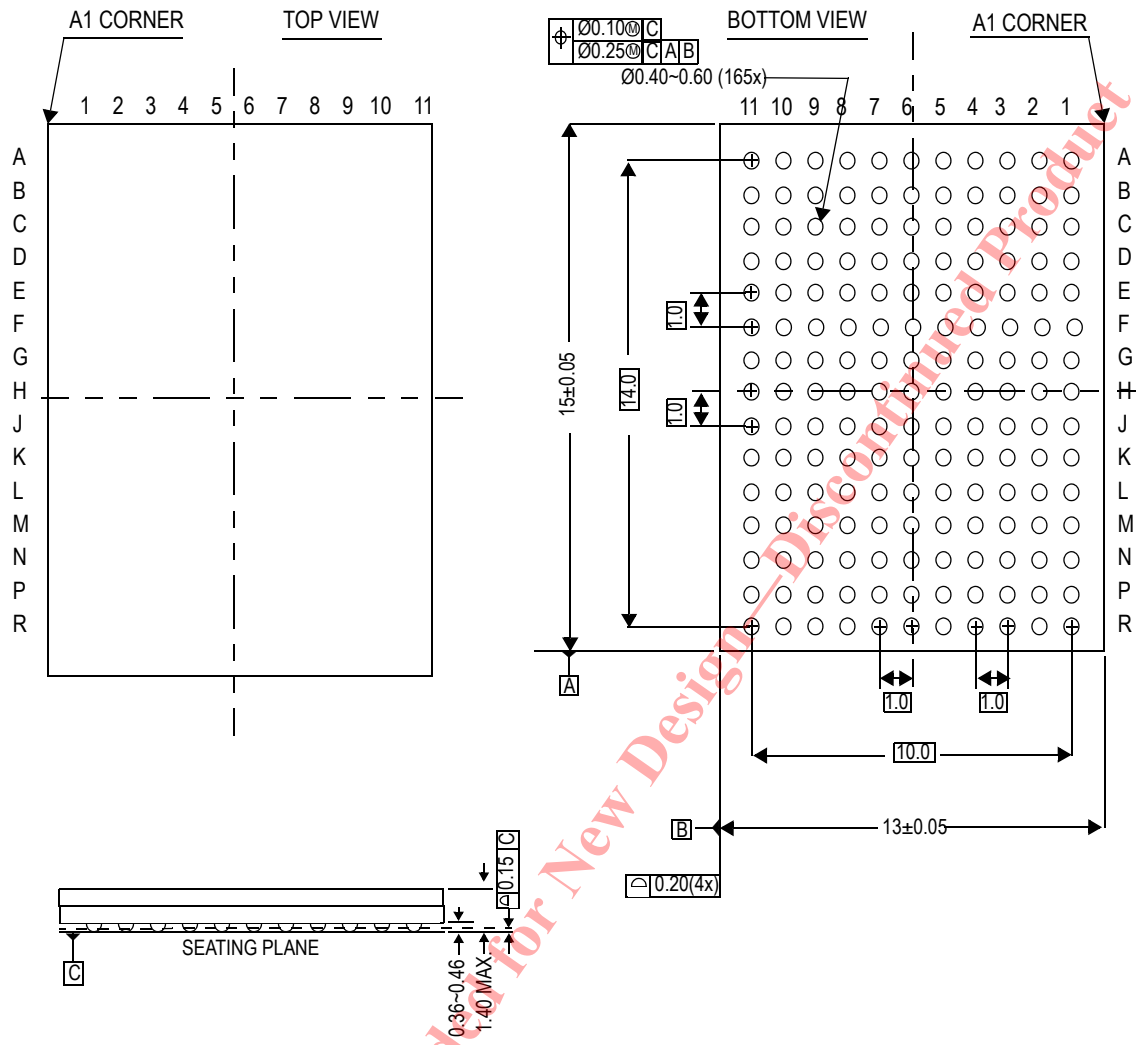 A1 CORNER
TOP VIEW
BOTTOM VIEW
A1 CORNER
Ø0.10Ⓜ C
Ø0.25Ⓜ C A B
Ø0.40~0.60 (165x)
1 2 3 4 5 6 7 8 9 10 11
11 10 9 8 7 6 5 4 3 2 1
A
B
C
D
E
F
G
H
J
K
L
M
N
P
R
A
B
C
D
E
F
G
H
J
K
L
M
N
P
R
15±0.05
14.0
1.0
1.0
A
1.0
1.0
10.0
B
13±0.05
0.20(4x)
0.15 C
SEATING PLANE
C
0.36~0.46
1.40 MAX.
ded for New Design—Discontinued Product